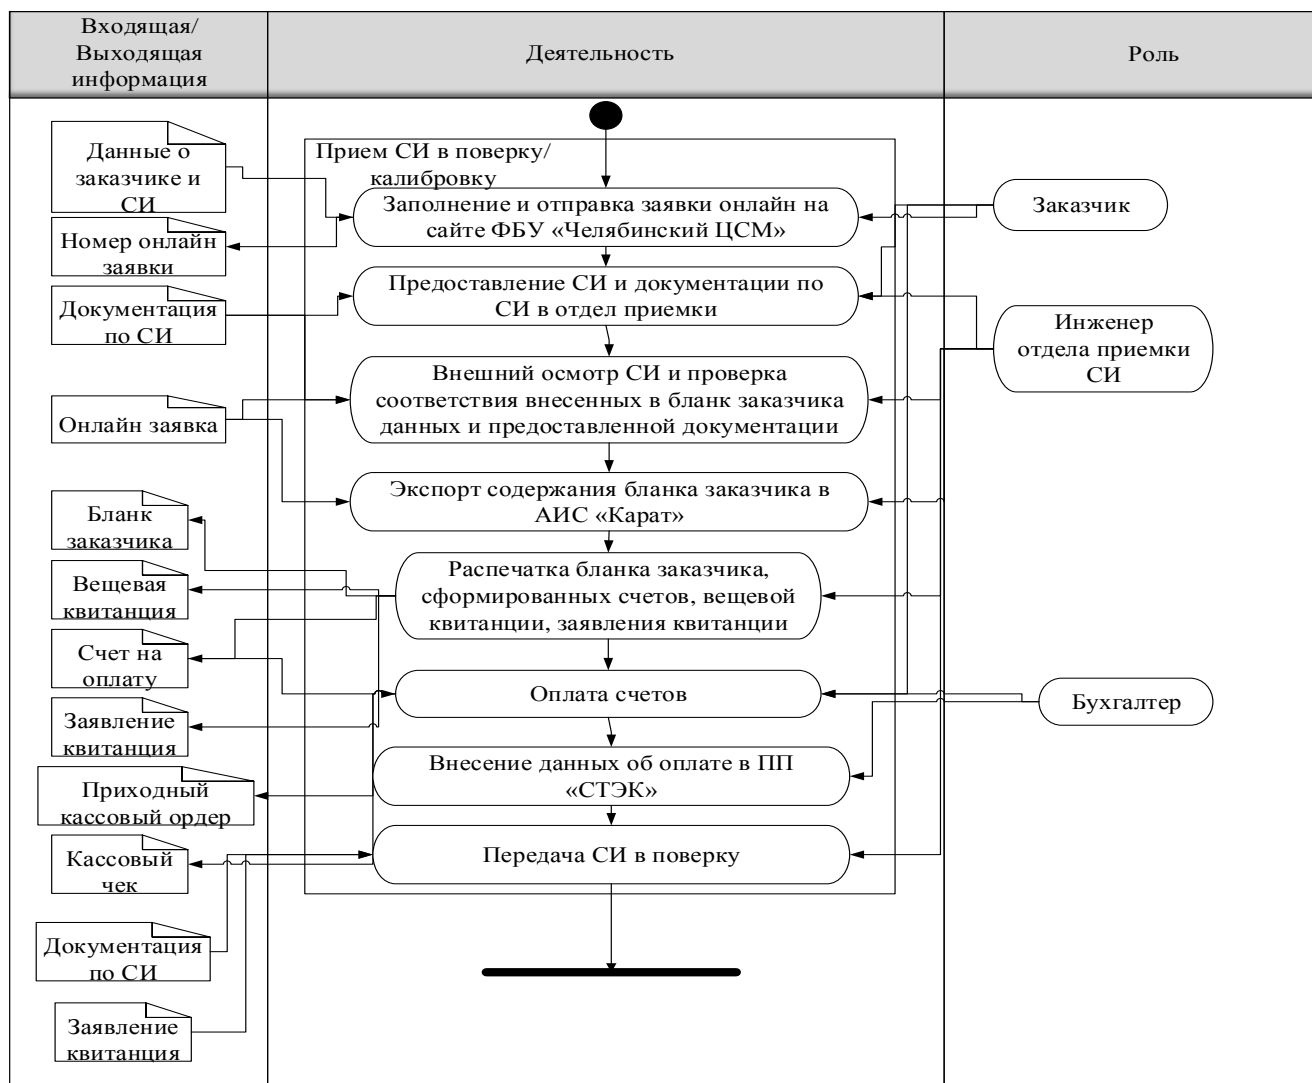 Входящая/
Выходящая
информация
Деятельность
Роль
Данные о
заказчике и
СИ
Номер онлайн
заявки
Документация
по СИ
Онлайн заявка
Бланк
заказчика
Вещевая
квитанция
Счет на
оплату
Заявление
квитанция
Приходный
кассовый ордер
Кассовый
чек
Документация
по СИ
Заявление
квитанция
Прием СИ в поверку/
калибровку
Заполнение и отправка заявки онлайн на
сайте ФБУ «Челябинский ЦСМ»
Предоставление СИ и документации по
СИ в отдел приемки
Внешний осмотр СИ и проверка
соответствия внесенных в бланк заказчика
данных и предоставленной документации
Экспорт содержания бланка заказчика в
АИС «Карат»
Распечатка бланка заказчика,
сформированных счетов, вещевой
квитанции, заявления квитанции
Оплата счетов
Внесение данных об оплате в ПП
«СТЭК»
Передача СИ в поверку
Заказчик
Инженер
отдела приемки
СИ
Бухгалтер